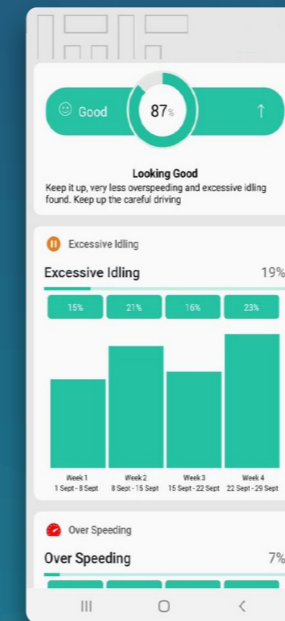 Good
87%
Looking Good
Keep it up, very less overspeeding and excessive idling
found. Keep up the careful driving
Excessive Idling
Excessive Idling 19%
15% 21% 16% 23%
Week 1 Week 2 Week 3 Week 4
1 Sept - 8 Sept 8 Sept - 15 Sept 15 Sept - 22 Sept 22 Sept - 29 Sept
Over Speeding
Over Speeding 7%